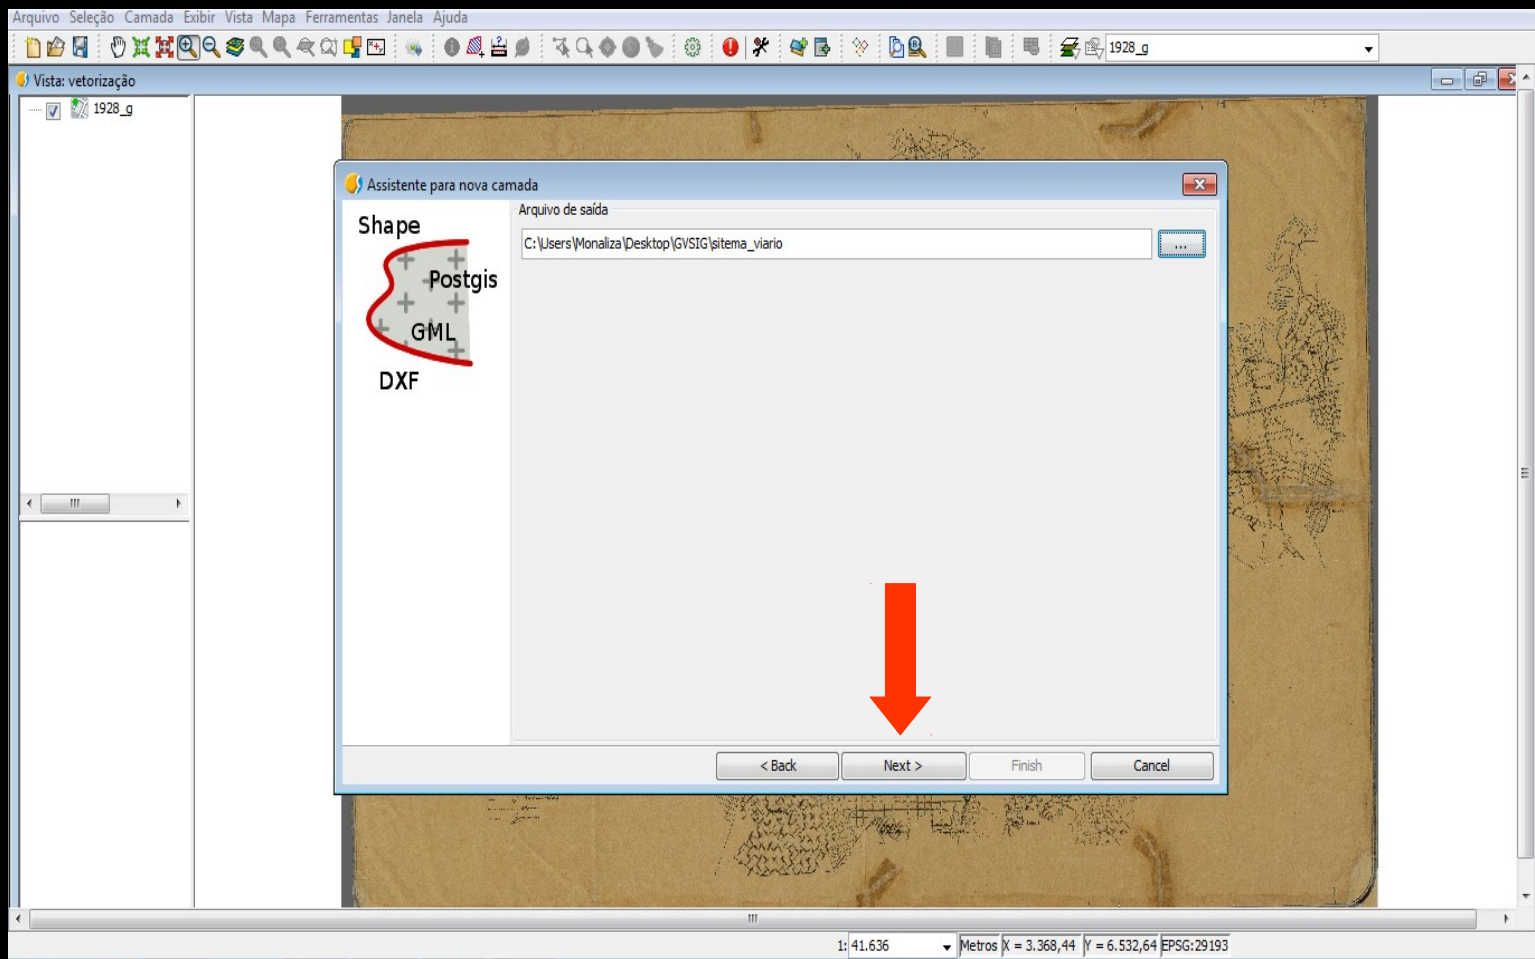 Arquivo Seleção Camada Exibir Vista Mapa Ferramentas Janela Ajuda
1928_g
Vista: vetorização
1928_g
Assistente para nova camada
Shape
Postgis
GML
DXF
Arquivo de saída
C:\Users\Monaliza\Desktop\GVSIG\sitema_viario
...
< Back
Next >
Finish
Cancel
1: 41.636
Metros X = 3.368,44 Y = 6.532,64 EPSG:29193